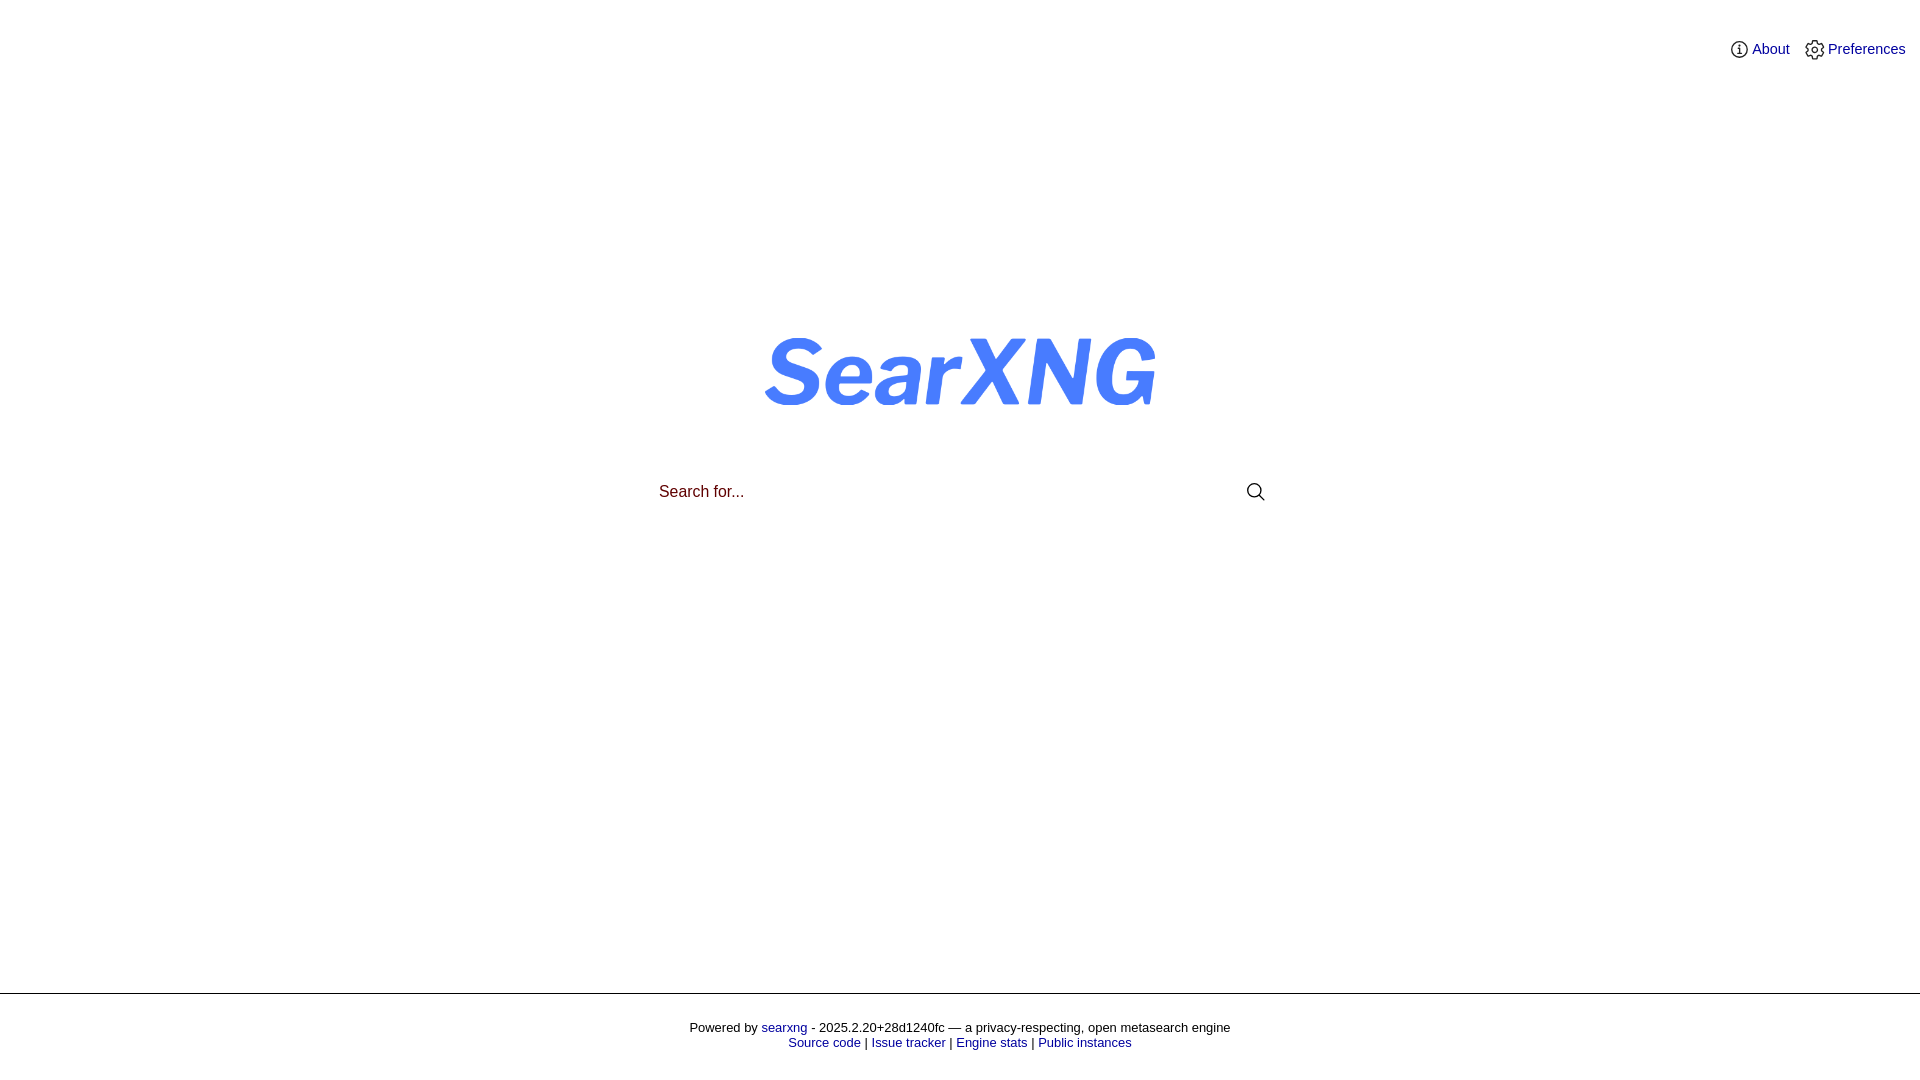 About Preferences
SearXNG
Search for...
Powered by searxng - 2025.2.20+28d1240fc — a privacy-respecting, open metasearch engine
Source code | Issue tracker | Engine stats | Public instances